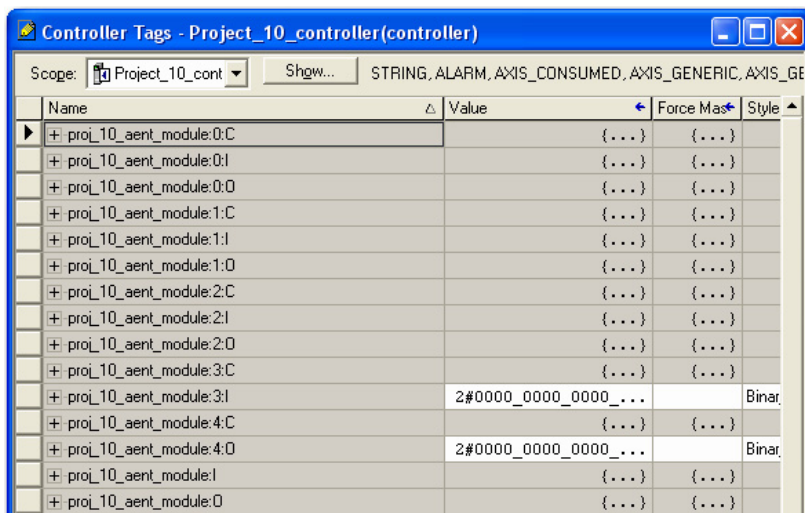 Controller Tags - Project_10_controller(controller)
Scope: Project_10_cont Show... STRING, ALARM, AXIS_CONSUMED, AXIS_GENERIC, AXIS_GE
Name Value Force Mas Style
proj_10_aent_module:0:C {...} {...}
proj_10_aent_module:0:I {...} {...}
proj_10_aent_module:0:O {...} {...}
proj_10_aent_module:1:C {...} {...}
proj_10_aent_module:1:I {...} {...}
proj_10_aent_module:1:O {...} {...}
proj_10_aent_module:2:C {...} {...}
proj_10_aent_module:2:I {...} {...}
proj_10_aent_module:2:O {...} {...}
proj_10_aent_module:3:C {...} {...}
proj_10_aent_module:3:I 2#0000_0000_0000_... Binar
proj_10_aent_module:4:C {...} {...}
proj_10_aent_module:4:O 2#0000_0000_0000_... Binar
proj_10_aent_module:I {...} {...}
proj_10_aent_module:O {...} {...}